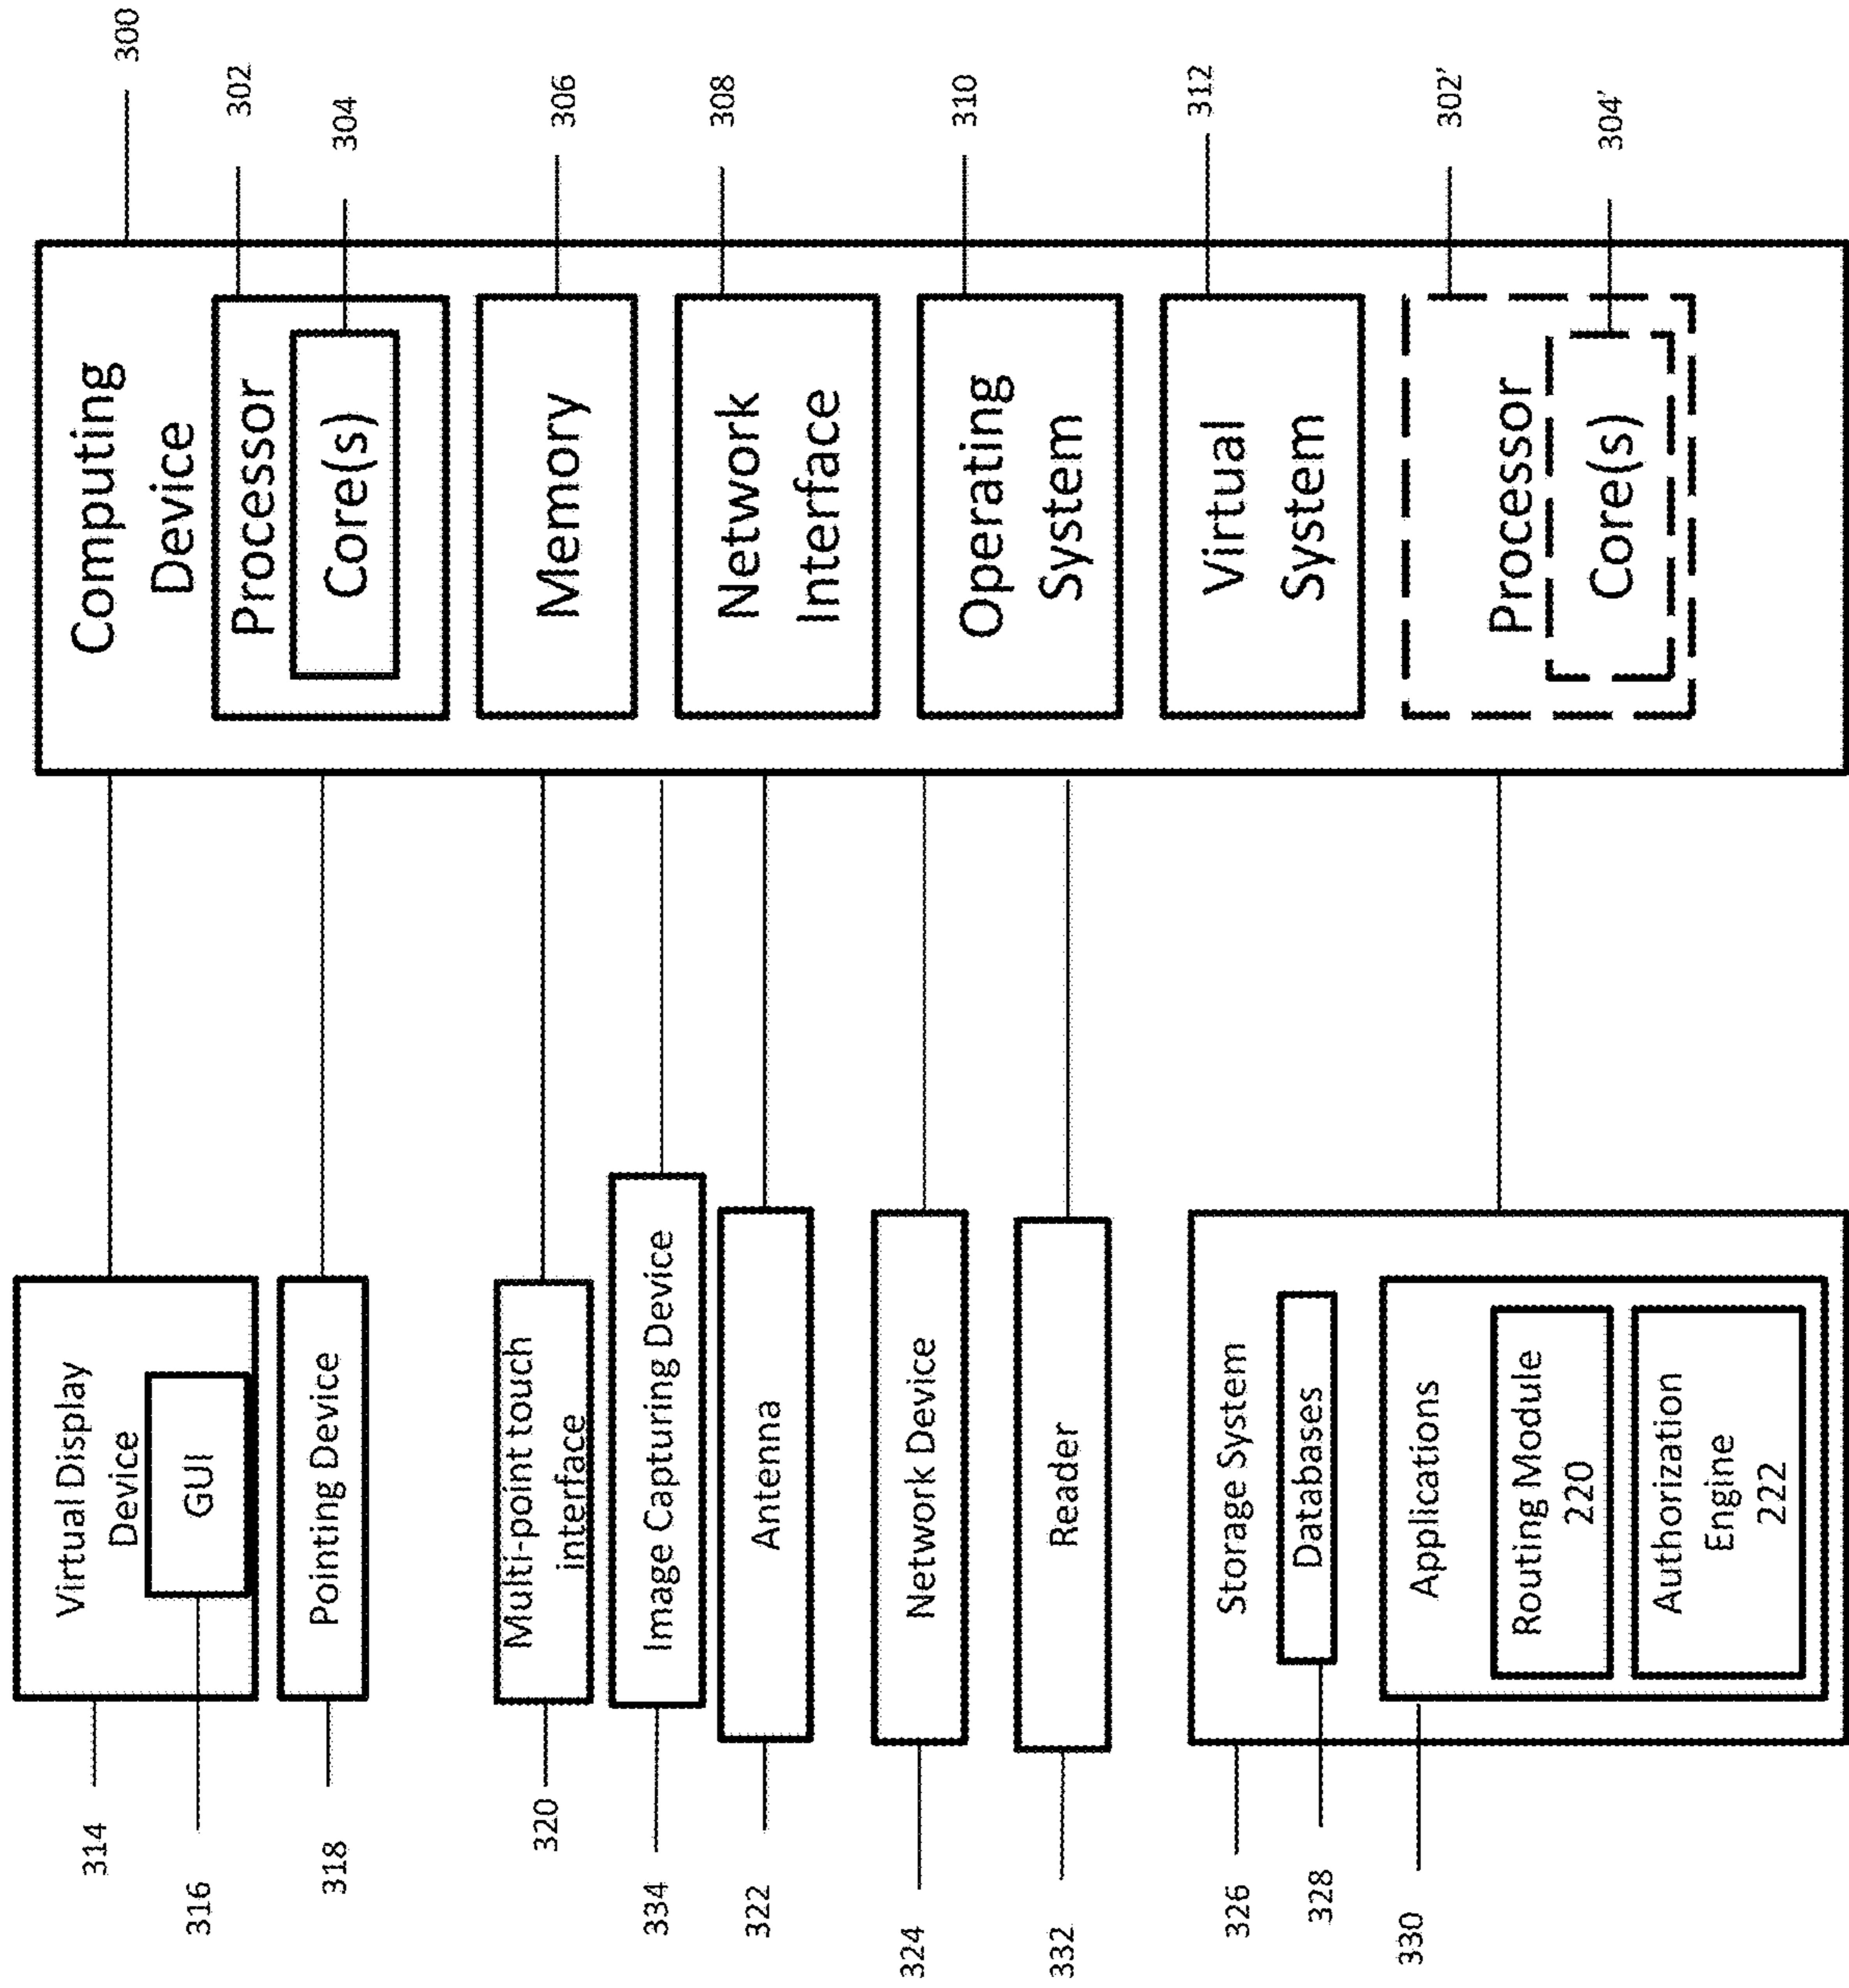 314
316
318
320
334
322
324
332
326
328
330
Virtual Display
Device
GUI
Pointing Device
Multi-point touch
interface
Image Capturing Device
Antenna
Network Device
Reader
Storage System
Databases
Applications
Routing Module
220
Authorization
Engine
222
Computing
Device
Processor
Core(s)
Memory
Network
Interface
Operating
System
Virtual
System
Processor
Core(s)
300
302
304
306
308
310
312
302'
304'